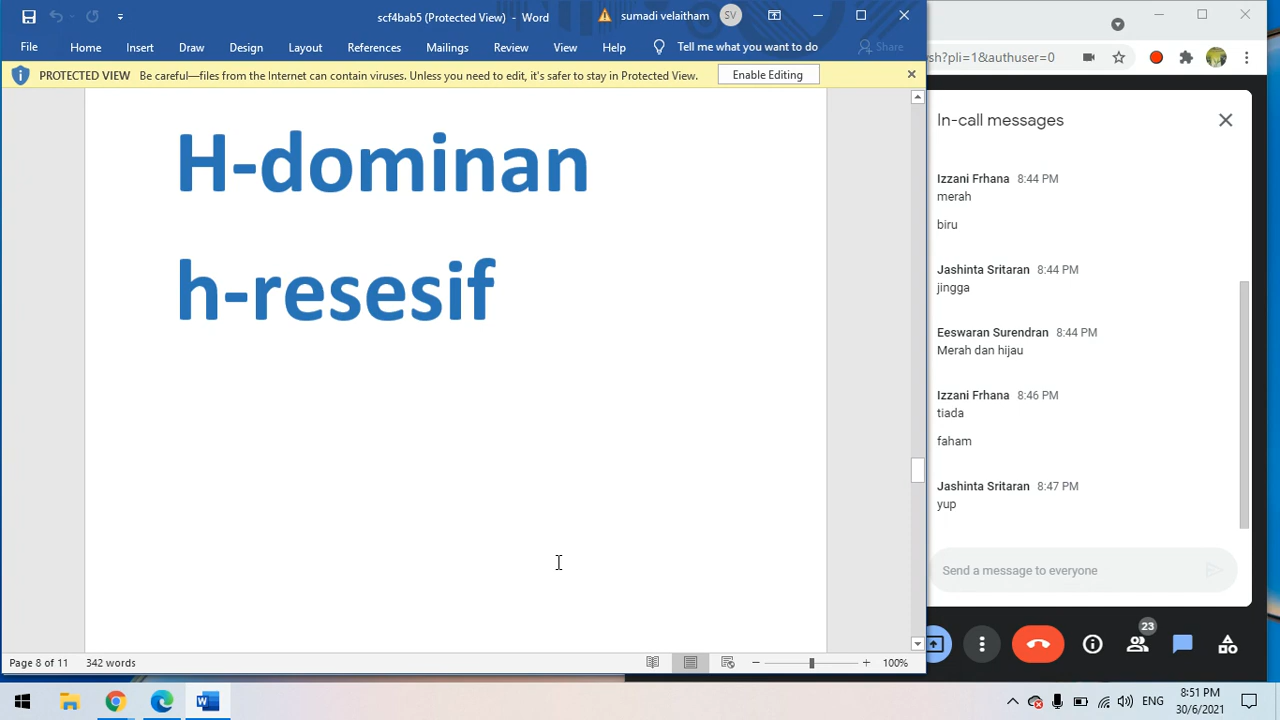 scf4bab5 (Protected View) - Word
sumadi velaitham
SV
File Home Insert Draw Design Layout References Mailings Review View Help Tell me what you want to do Share
PROTECTED VIEW Be careful—files from the Internet can contain viruses. Unless you need to edit, it's safer to stay in Protected View. Enable Editing
H-dominan
h-resesif
Page 8 of 11 342 words
100%
sh?pli=1&authuser=0
In-call messages
Izzani Frhana 8:44 PM
merah
biru
Jashinta Sritaran 8:44 PM
jingga
Eeswaran Surendran 8:44 PM
Merah dan hijau
Izzani Frhana 8:46 PM
tiada
faham
Jashinta Sritaran 8:47 PM
yup
Send a message to everyone
23
ENG
8:51 PM
30/6/2021